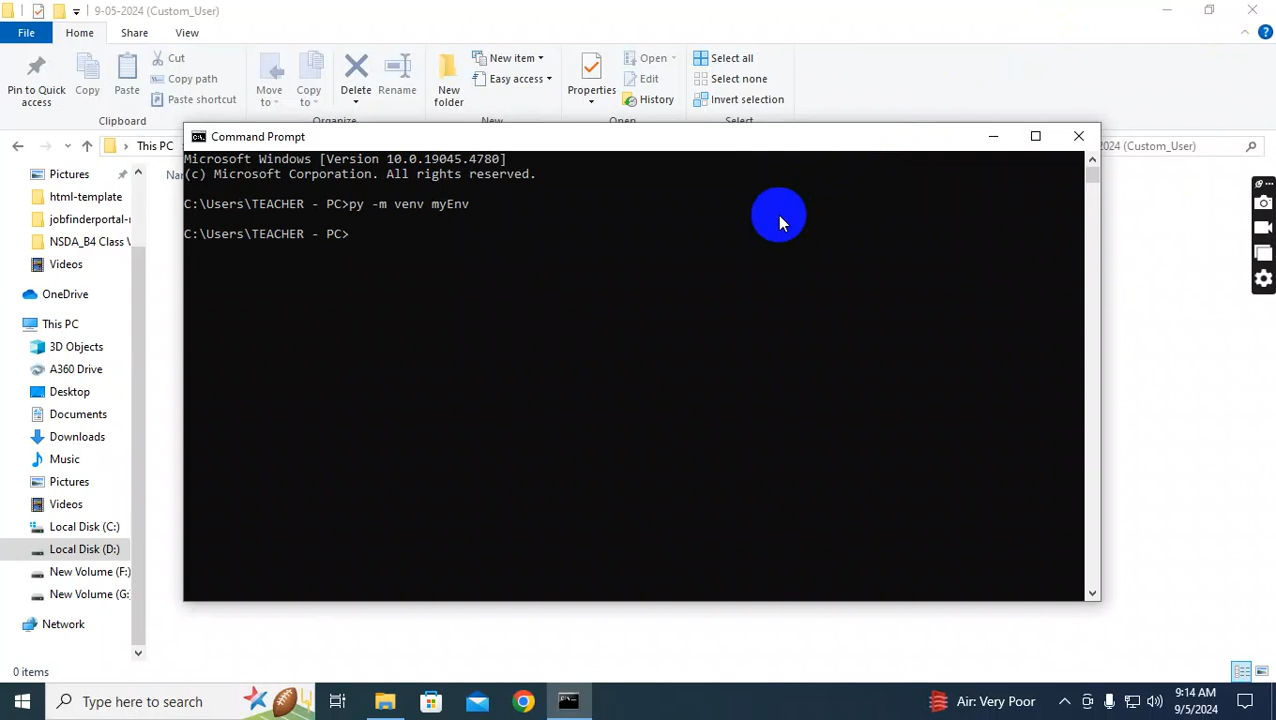 9-05-2024 (Custom_User)
File Home Share View
Pin to Quick access
Copy
Paste
Cut
Copy path
Paste shortcut
Clipboard
Move to
Copy to
Delete
Rename
Organize
New folder
New item
Easy access
New
Properties
Open
Edit
History
Open
Select all
Select none
Invert selection
Select
This PC
2024 (Custom_User)
Command Prompt
Microsoft Windows [Version 10.0.19045.4780]
(c) Microsoft Corporation. All rights reserved.
C:\Users\TEACHER - PC>py -m venv myEnv
C:\Users\TEACHER - PC>
Pictures
html-template
jobfinderportal-
NSDA_B4 Class W
Videos
OneDrive
This PC
3D Objects
A360 Drive
Desktop
Documents
Downloads
Music
Pictures
Videos
Local Disk (C:)
Local Disk (D:)
New Volume (F:)
New Volume (G:
Network
0 items
Type here to search
Air: Very Poor
9:14 AM
9/5/2024